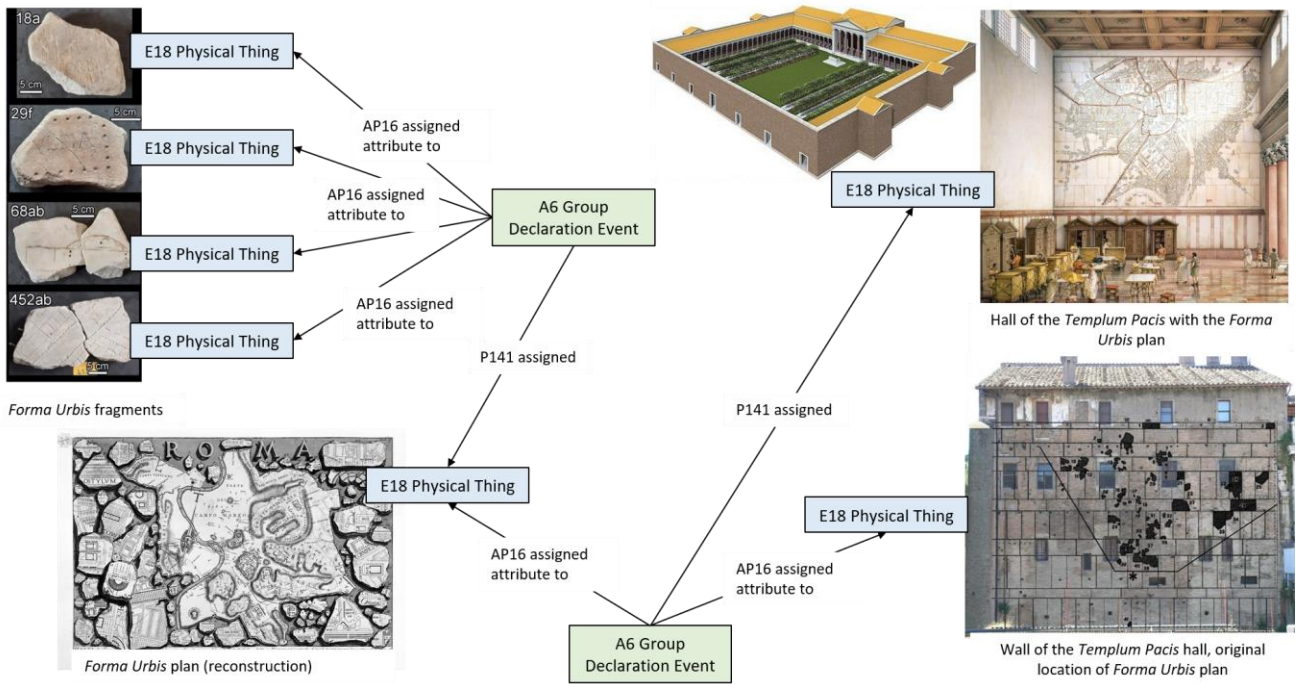 18a
5 cm
E18 Physical Thing
29f
5 cm
E18 Physical Thing
68ab
5 cm
E18 Physical Thing
452ab
5 cm
E18 Physical Thing
Forma Urbis fragments
AP16 assigned
attribute to
AP16 assigned
attribute to
AP16 assigned
attribute to
A6 Group
Declaration Event
P141 assigned
E18 Physical Thing
ROMA
Forma Urbis plan (reconstruction)
AP16 assigned
attribute to
A6 Group
Declaration Event
AP16 assigned
attribute to
P141 assigned
E18 Physical Thing
E18 Physical Thing
Hall of the Templum Pacis with the Forma
Urbis plan
Wall of the Templum Pacis hall, original
location of Forma Urbis plan